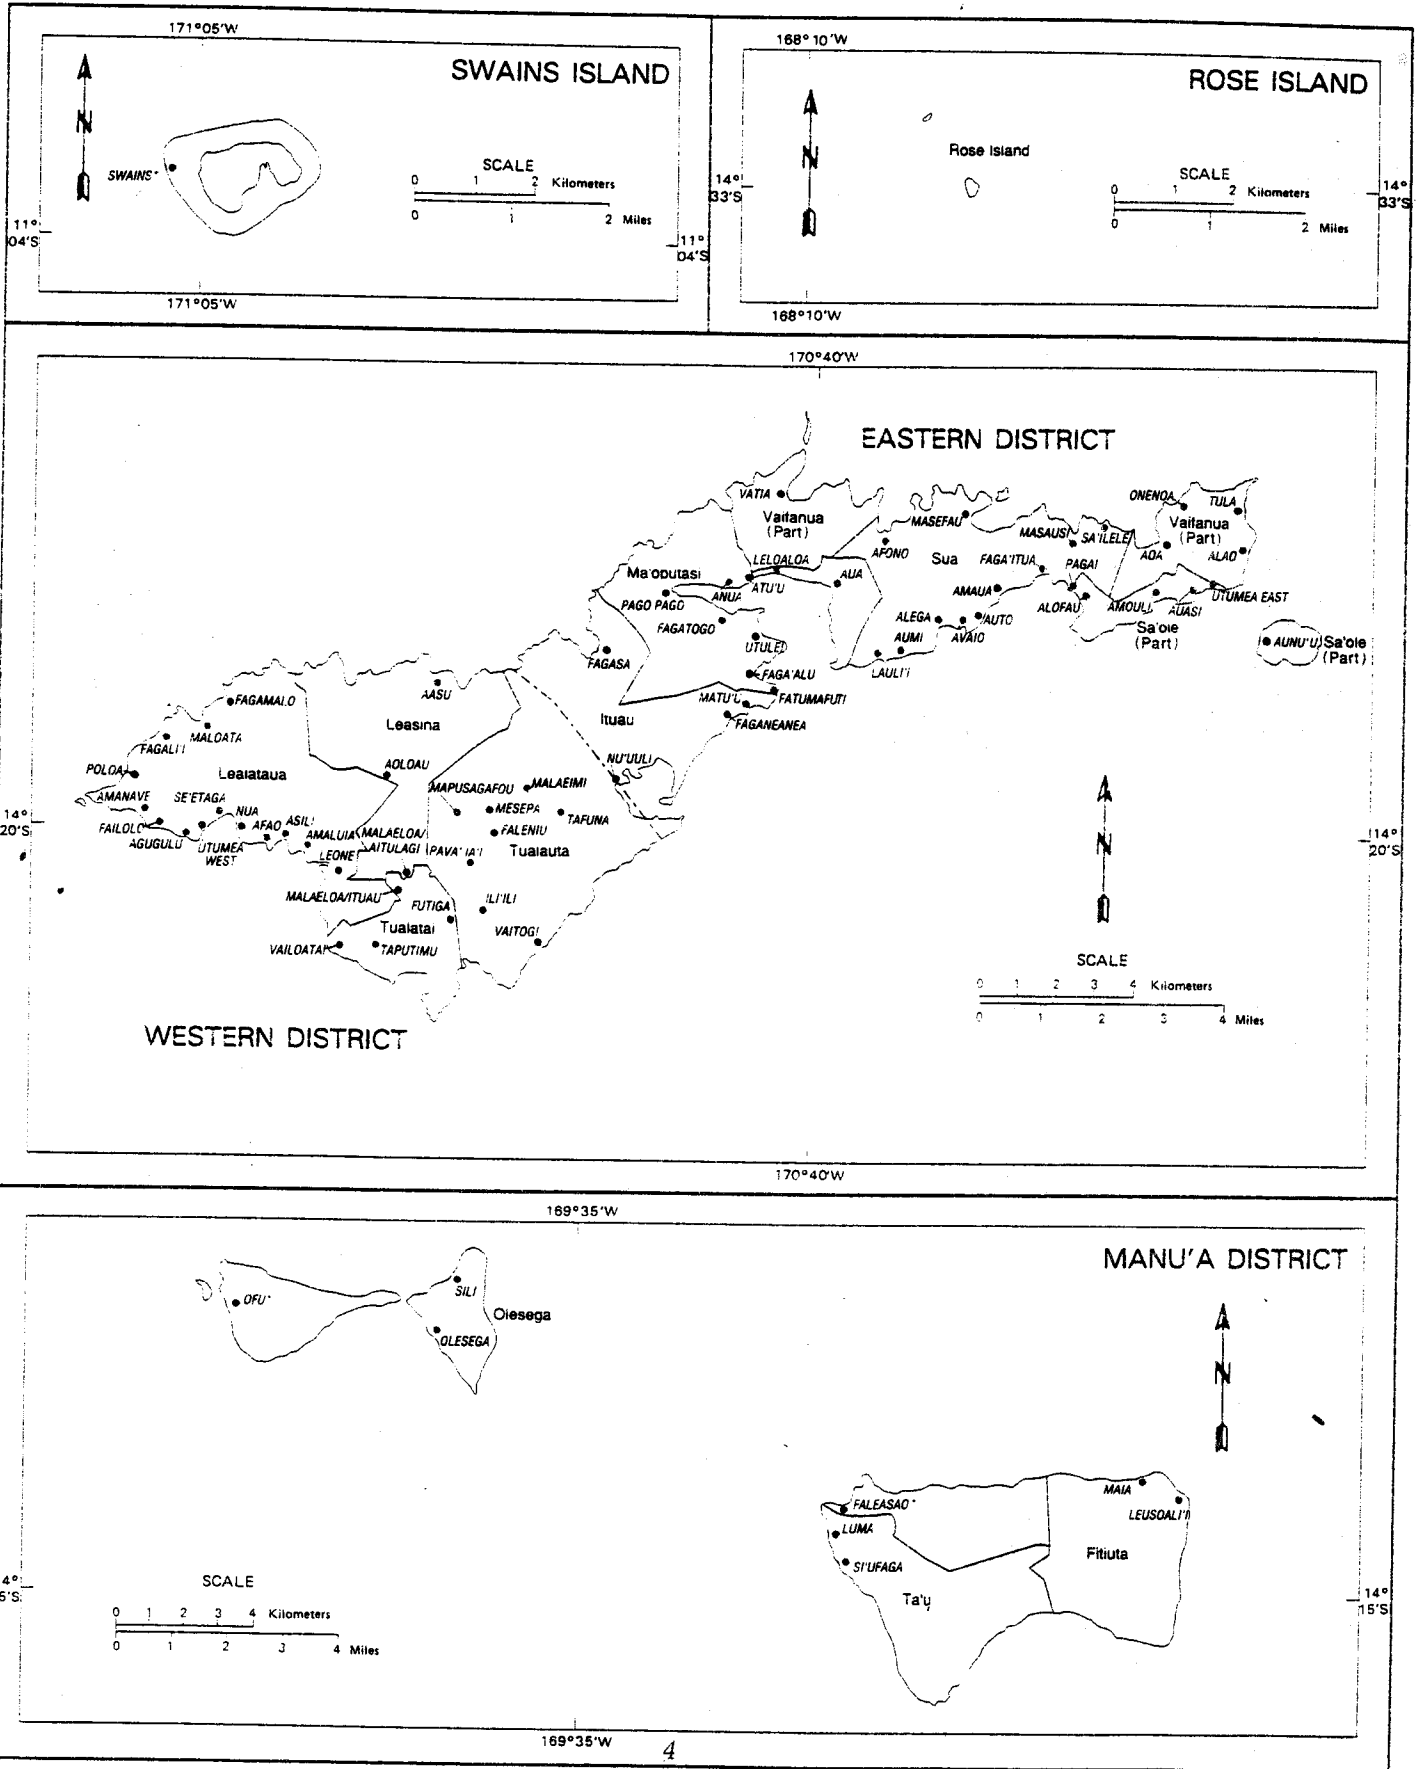 171°05'W
SWAINS ISLAND
N
SWAINS*
SCALE
0 1 2 Kilometers
0 1 2 Miles
11°
04'S
11°
04'S
171°05'W
168°10'W
ROSE ISLAND
N
Rose Island
14°
33'S
SCALE
0 1 2 Kilometers
0 1 2 Miles
14°
33'S
168°10'W
170°40'W
EASTERN DISTRICT
VATIA
Vaifanua
(Part)
MASEFAU
ONENOA
TULA
Vaifanua
(Part)
MASAUSI
SA'ILELE
AFONO
Sua
FAGA'ITUA
PAGAI
AOA
ALAO
LELOALOA
Ma'oputasi
ATU'U
AUA
ANUA
PAGO PAGO
AMAUA
ALOFAU
AMOULI
AUASI
UTUMEA EAST
FAGATOGO
ALEGA
AUTO
AVAIO
AUMI
Sa'ole
(Part)
AUNU'U
Sa'ole
(Part)
UTULEI
FAGASA
LAULI'I
FAGA'ALU
MATU'U
FATUMAFUTI
FAGANEANEA
AASU
FAGAMALO
Leasina
Ituau
MALOATA
FAGALI'I
POLOA
Lealataua
AOLOAU
NU'UULI
MAPUSAGAFOU
MALAEIMI
AMANAVE
SE'ETAGA
NUA
MESEPA
TAFUNA
14°
20'S
FAILOLO
AFAO
ASILI
FALENIU
AGUGULU
UTUMEA
WEST
AMALUIA
MALAELOA/
AITULAGI
LEONE
PAVA'IA'I
Tualauta
14°
20'S
N
MALAELOA/ITUAU
FUTIGA
ILI'ILI
Tualatai
VAITOGI
VAILOATAI
TAPUTIMU
SCALE
0 1 2 3 4 Kilometers
0 1 2 3 4 Miles
WESTERN DISTRICT
170°40'W
169°35'W
MANU'A DISTRICT
OFU*
SILI
Olesega
OLESEGA
N
MAIA
FALEASAO*
LEUSOALI'I
LUMA
Fitiuta
SI'UFAGA
Ta'u
4°
5'S
SCALE
0 1 2 3 4 Kilometers
0 1 2 3 4 Miles
14°
15'S
169°35'W
4